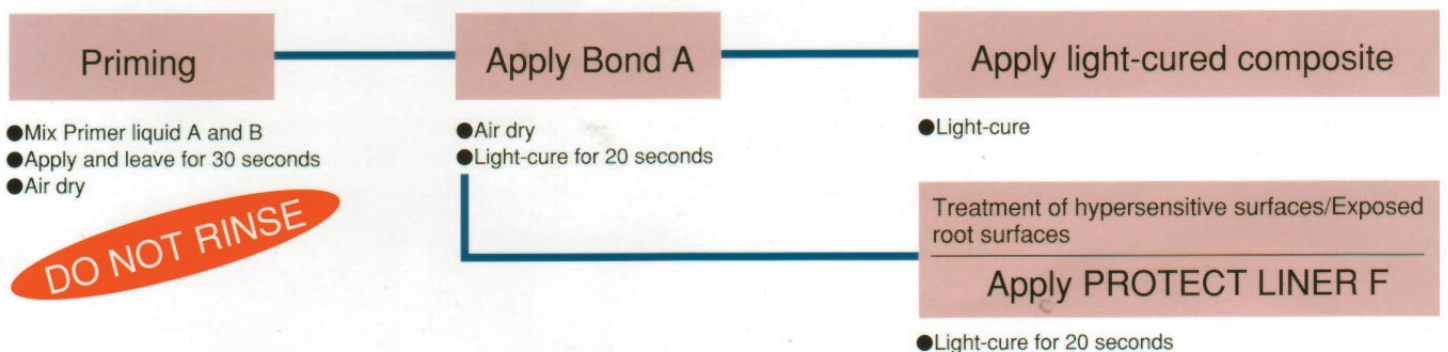 Priming
●Mix Primer liquid A and B
●Apply and leave for 30 seconds
●Air dry
DO NOT RINSE
Apply Bond A
●Air dry
●Light-cure for 20 seconds
Apply light-cured composite
●Light-cure
Treatment of hypersensitive surfaces/Exposed
root surfaces
Apply PROTECT LINER F
●Light-cure for 20 seconds